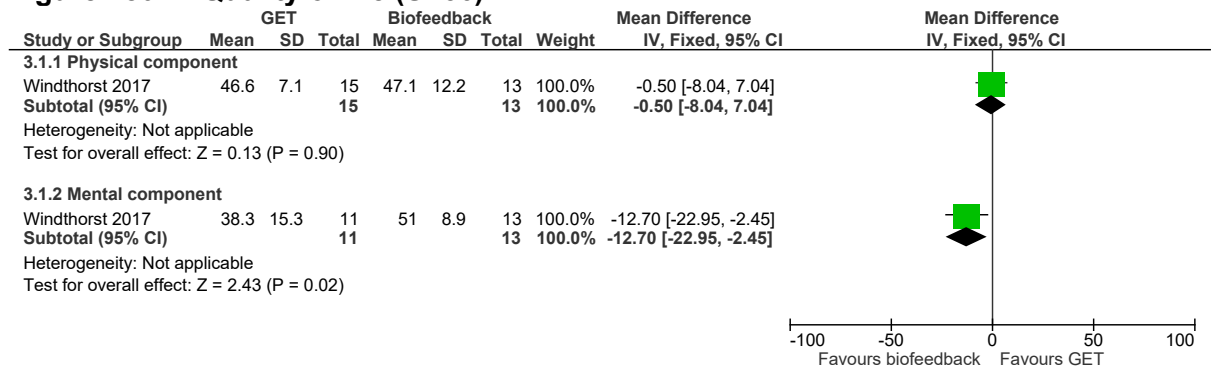 GET Biofeedback Mean Difference Mean Difference
Study or Subgroup Mean SD Total Mean SD Total Weight IV, Fixed, 95% CI IV, Fixed, 95% CI
3.1.1 Physical component
Windthorst 2017 46.6 7.1 15 47.1 12.2 13 100.0% -0.50 [-8.04, 7.04]
Subtotal (95% CI) 15 13 100.0% -0.50 [-8.04, 7.04]
Heterogeneity: Not applicable
Test for overall effect: Z = 0.13 (P = 0.90)
3.1.2 Mental component
Windthorst 2017 38.3 15.3 11 51 8.9 13 100.0% -12.70 [-22.95, -2.45]
Subtotal (95% CI) 11 13 100.0% -12.70 [-22.95, -2.45]
Heterogeneity: Not applicable
Test for overall effect: Z = 2.43 (P = 0.02)
-100 -50 0 50 100
Favours biofeedback Favours GET